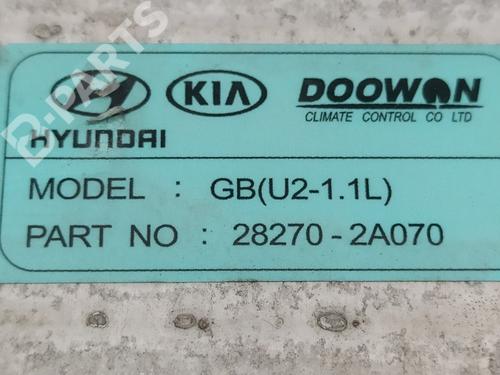 B-PARTS
KIA
DOOWON
CLIMATE CONTROL CO LTD
HYUNDAI
MODEL : GB(U2-1.1L)
PART NO : 28270-2A070